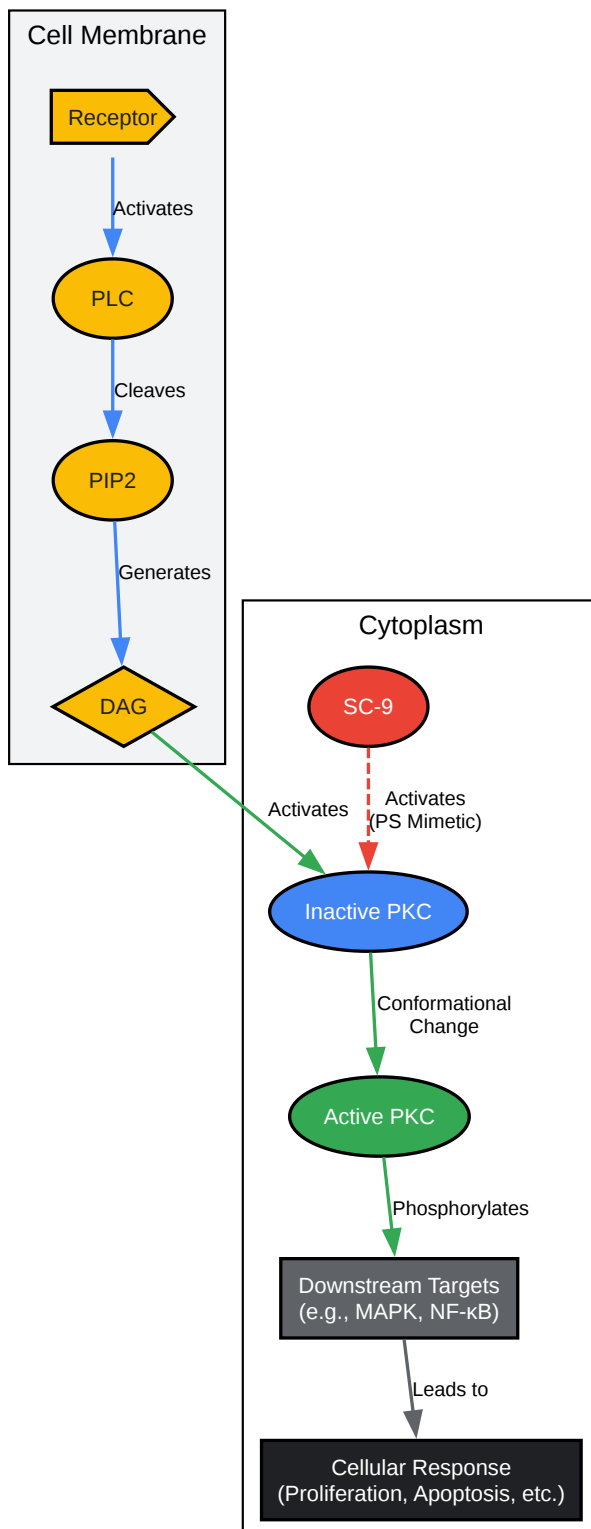 Cell Membrane
Receptor
Activates
PLC
Cleaves
PIP2
Generates
DAG
Cytoplasm
SC-9
Activates
Activates
(PS Mimetic)
Inactive PKC
Conformational
Change
Active PKC
Phosphorylates
Downstream Targets
(e.g., MAPK, NF-κB)
Leads to
Cellular Response
(Proliferation, Apoptosis, etc.)